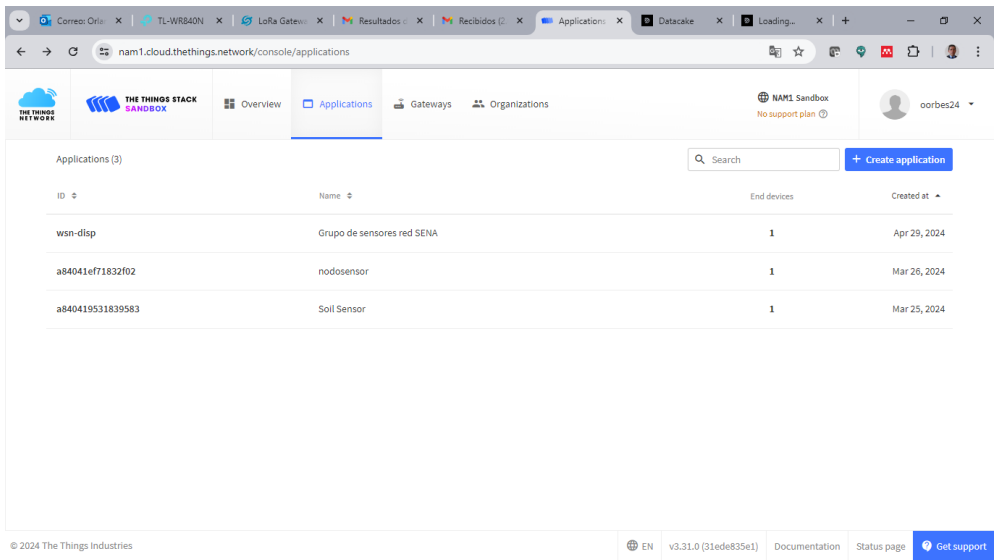 Correo: Orla
TL-WR840N
LoRa Gatew
Resultados d
Recibidos (2.
Applications
Datacake
Loading...
nam1.cloud.thethings.network/console/applications
THE THINGS
NETWORK
THE THINGS STACK
SANDBOX
Overview
Applications
Gateways
Organizations
NAM1 Sandbox
No support plan
oorbes24
Applications (3)
Search
+ Create application
ID
Name
End devices
Created at
wsn-disp
Grupo de sensores red SENA
1
Apr 29, 2024
a84041ef71832f02
nodosensor
1
Mar 26, 2024
a840419531839583
Soil Sensor
1
Mar 25, 2024
© 2024 The Things Industries
EN
v3.31.0 (31ede835e1)
Documentation
Status page
Get support